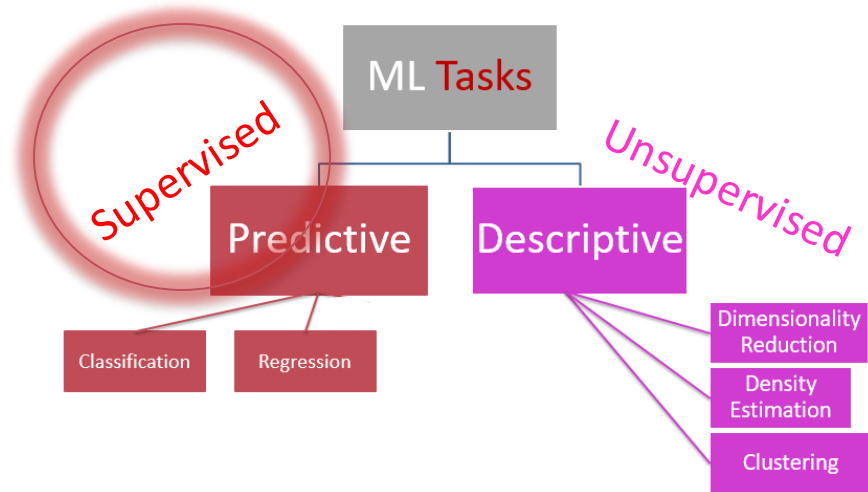 ML Tasks
Supervised
Unsupervised
Predictive
Descriptive
Classification
Regression
Dimensionality
Reduction
Density
Estimation
Clustering